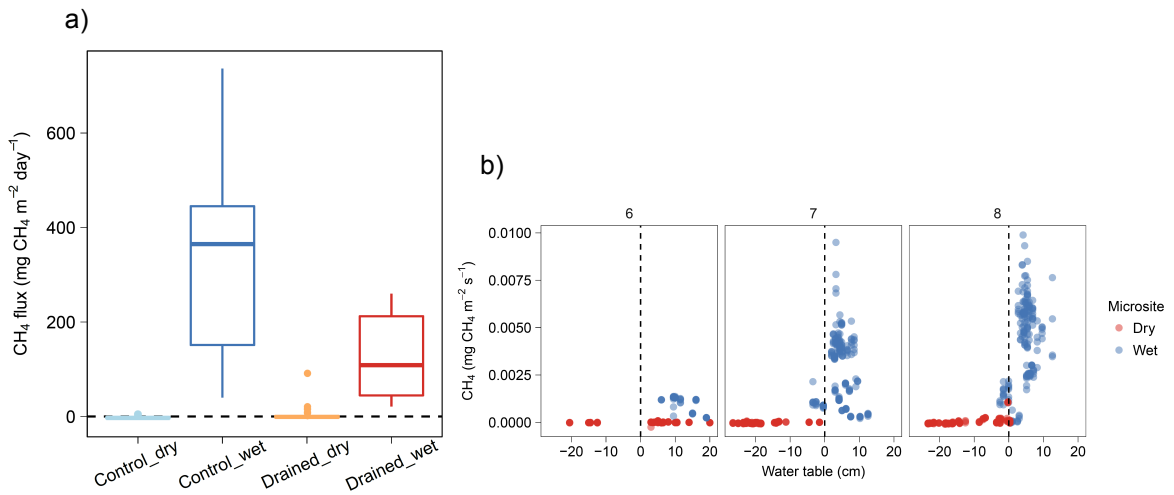 a)
CH₄ flux (mg CH₄ m⁻² day⁻¹)
600
400
200
0
Control_dry
Control_wet
Drained_dry
Drained_wet
b)
6
7
8
CH₄ (mg CH₄ m⁻² s⁻¹)
0.0100
0.0075
0.0050
0.0025
0.0000
−20 −10 0 10 20
−20 −10 0 10 20
−20 −10 0 10 20
Water table (cm)
Microsite
Dry
Wet